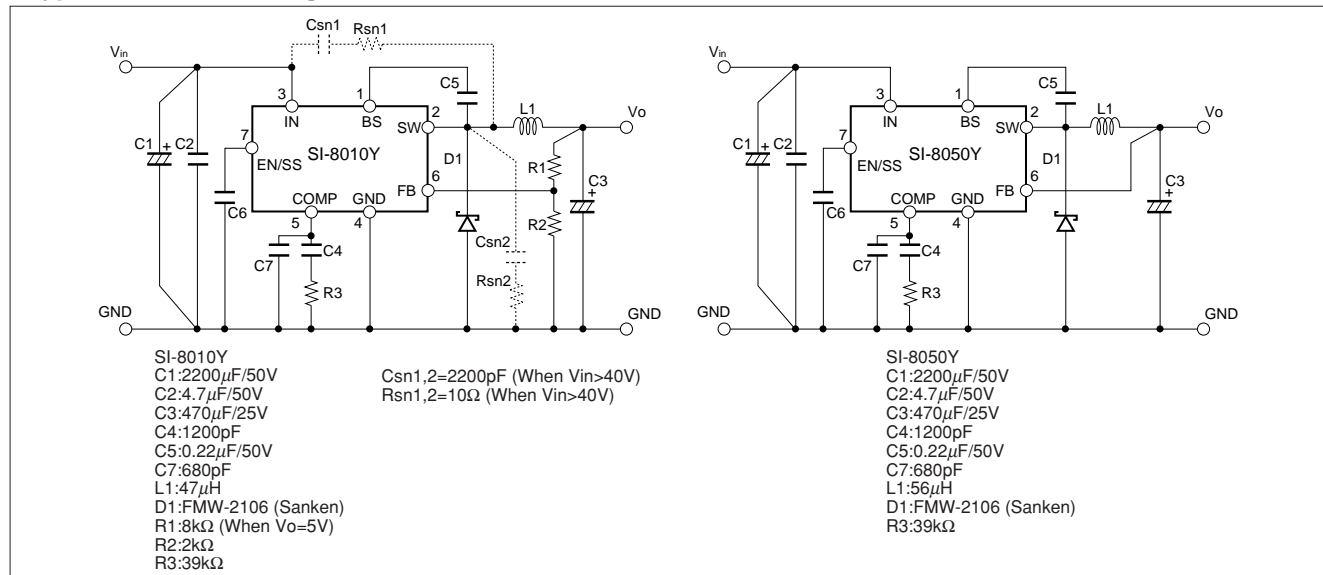 Csn1 Rsn1
Vin
3
IN
1
BS
C5
2
SW
L1
Vo
7
EN/SS
SI-8010Y
C1 +
C2
D1
R1
6
FB
C3
+
COMP
5
GND
4
C6
R2
C7
C4
Csn2
R3
Rsn2
GND
GND
SI-8010Y
C1:2200μF/50V
C2:4.7μF/50V
C3:470μF/25V
C4:1200pF
C5:0.22μF/50V
C7:680pF
L1:47μH
D1:FMW-2106 (Sanken)
R1:8kΩ (When Vo=5V)
R2:2kΩ
R3:39kΩ
Csn1,2=2200pF (When Vin>40V)
Rsn1,2=10Ω (When Vin>40V)
Vin
3
IN
1
BS
C5
2
SW
L1
Vo
7
EN/SS
SI-8050Y
C1 +
C2
D1
6
FB
C3
+
COMP
5
GND
4
C6
C7
C4
R3
GND
GND
SI-8050Y
C1:2200μF/50V
C2:4.7μF/50V
C3:470μF/25V
C4:1200pF
C5:0.22μF/50V
C7:680pF
L1:56μH
D1:FMW-2106 (Sanken)
R3:39kΩ